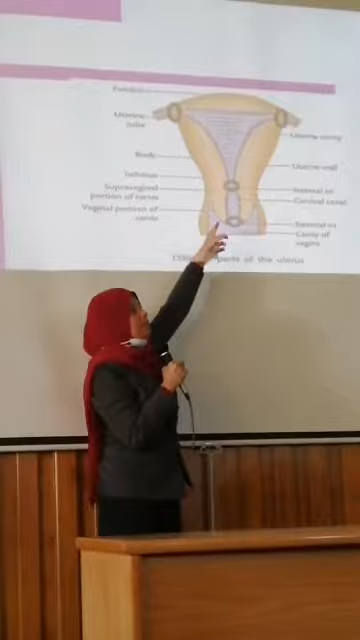 Fundus
Uterine
tube
Uterine cavity
Body
Uterine wall
Isthmus
Supravaginal
portion of cervix
Internal os
Cervical canal
Vaginal portion of
cervix
External os
Cavity of
vagina
parts of the uterus